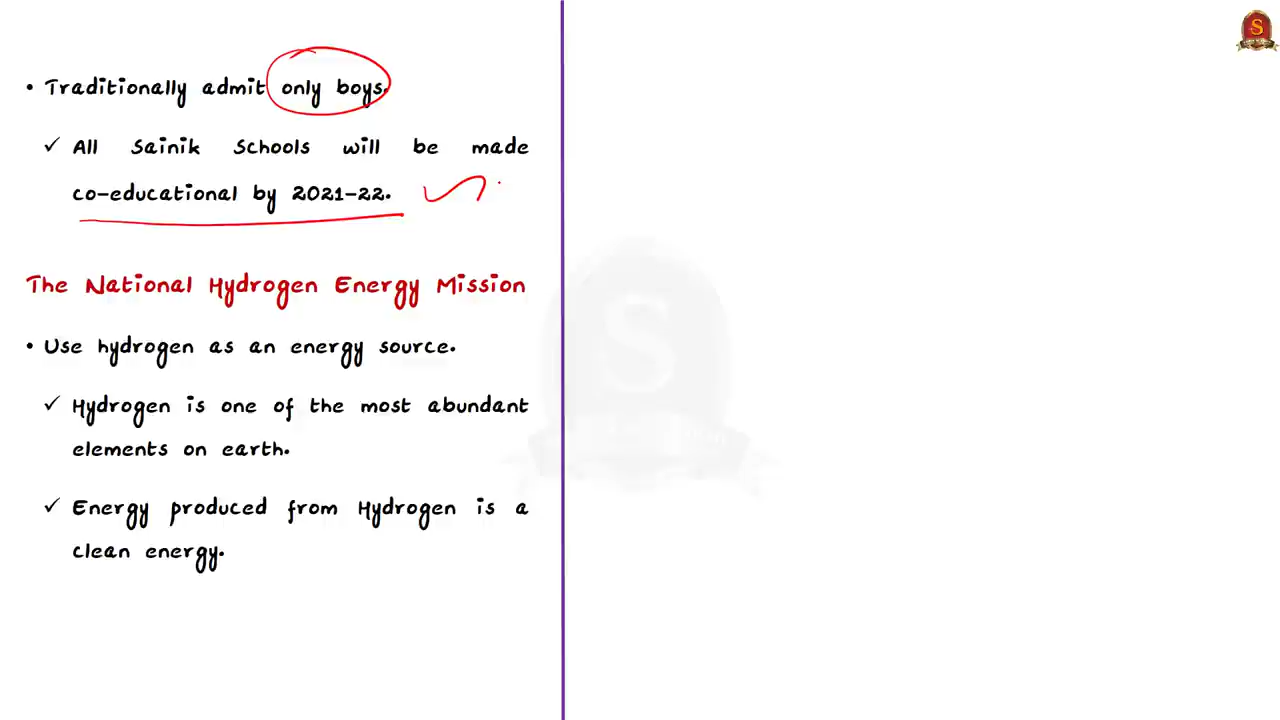 • Traditionally admit only boys.
✓ All Sainik Schools will be made
co-educational by 2021-22.
The National Hydrogen Energy Mission
• Use hydrogen as an energy source.
✓ Hydrogen is one of the most abundant
elements on earth.
✓ Energy produced from Hydrogen is a
clean energy.
S
S